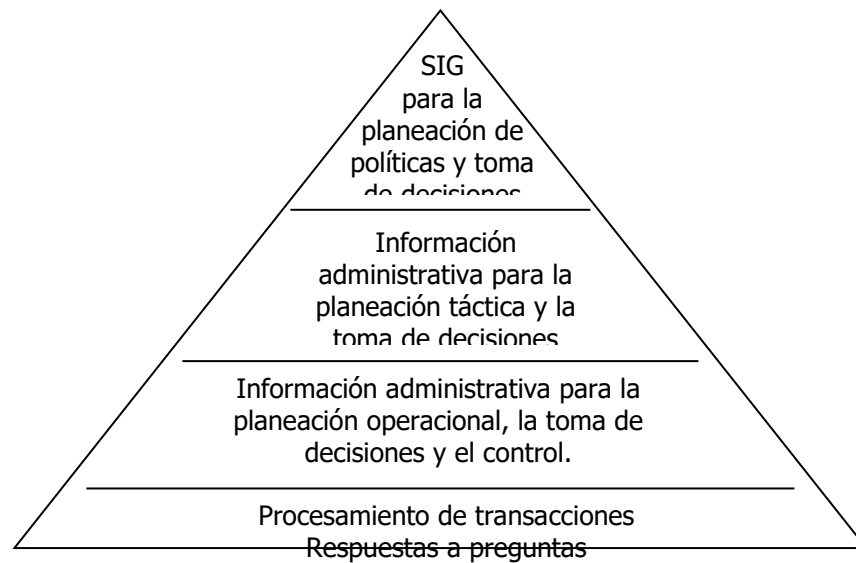 SIG
para la
planeación de
políticas y toma
de decisiones
Información
administrativa para la
planeación táctica y la
toma de decisiones
Información administrativa para la
planeación operacional, la toma de
decisiones y el control.
Procesamiento de transacciones
Respuestas a preguntas